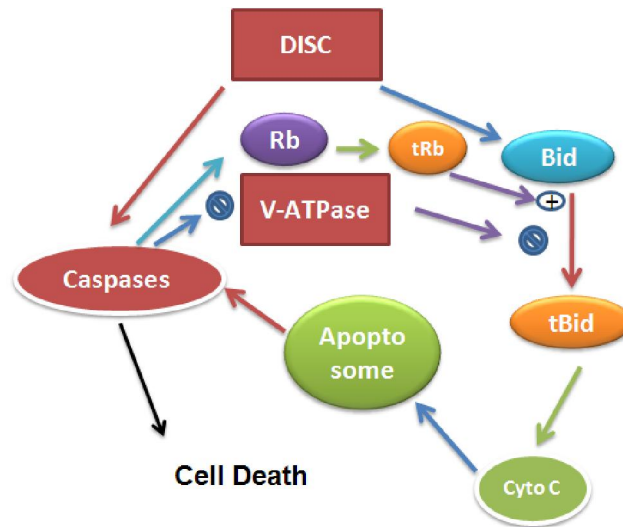 DISC
Rb
tRb
Bid
+
V-ATPase
Caspases
tBid
Apopto
some
Cyto C
Cell Death